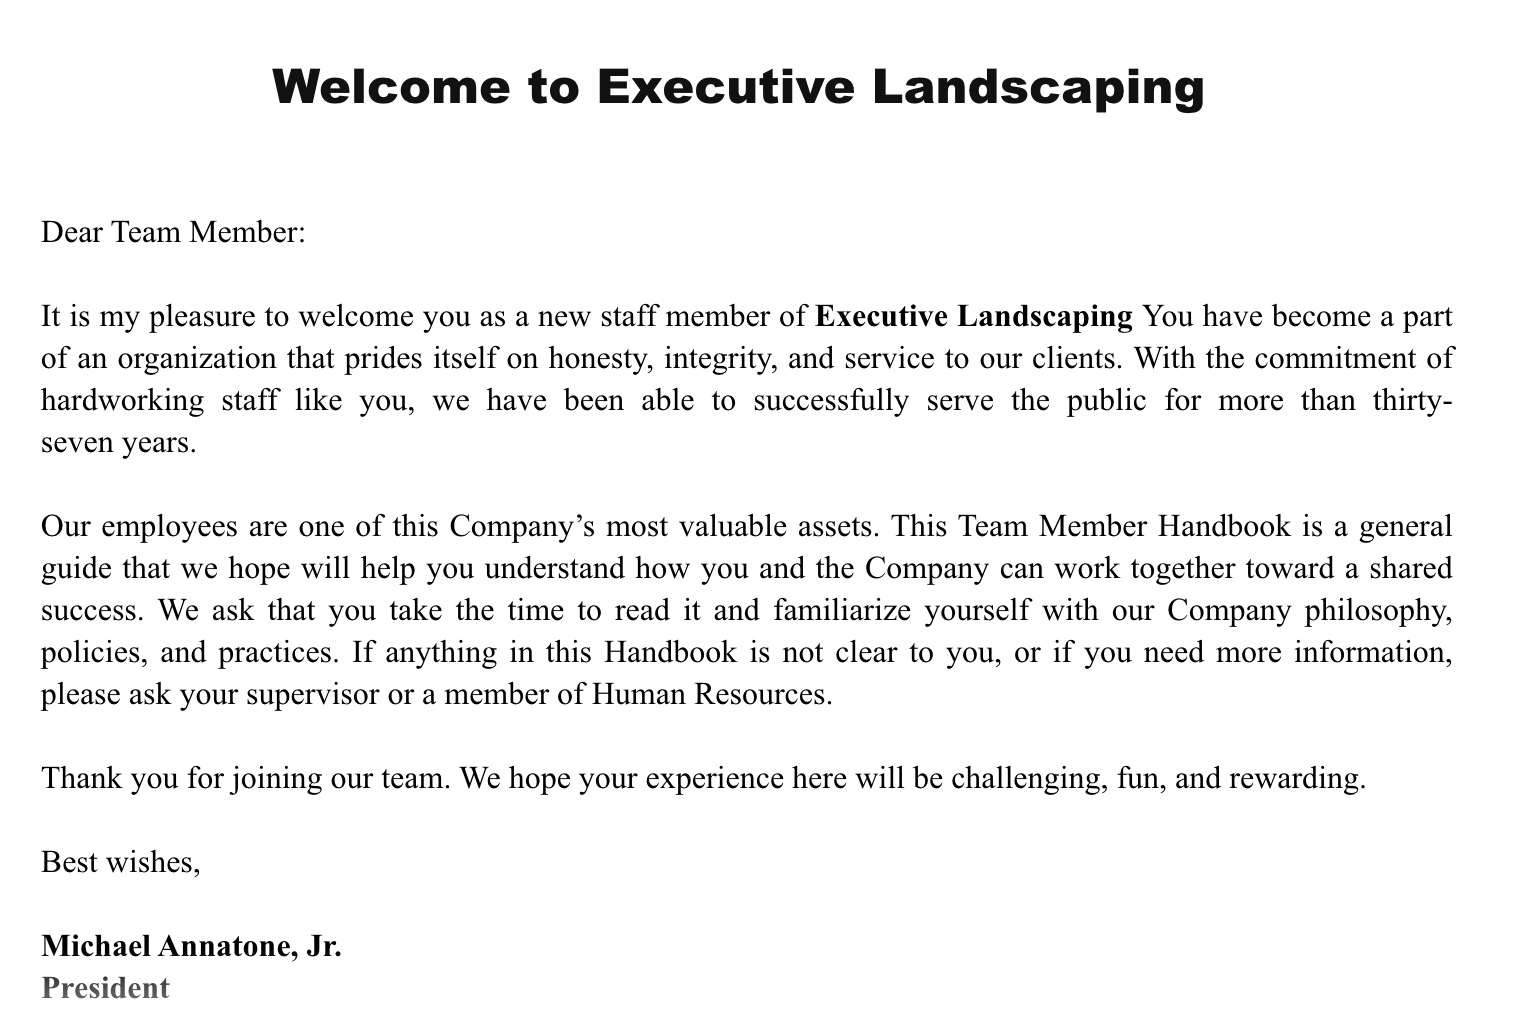 Welcome to Executive Landscaping
Dear Team Member:
It is my pleasure to welcome you as a new staff member of Executive Landscaping You have become a part
of an organization that prides itself on honesty, integrity, and service to our clients. With the commitment of
hardworking staff like you, we have been able to successfully serve the public for more than thirty-
seven years.
Our employees are one of this Company’s most valuable assets. This Team Member Handbook is a general
guide that we hope will help you understand how you and the Company can work together toward a shared
success. We ask that you take the time to read it and familiarize yourself with our Company philosophy,
policies, and practices. If anything in this Handbook is not clear to you, or if you need more information,
please ask your supervisor or a member of Human Resources.
Thank you for joining our team. We hope your experience here will be challenging, fun, and rewarding.
Best wishes,
Michael Annatone, Jr.
President